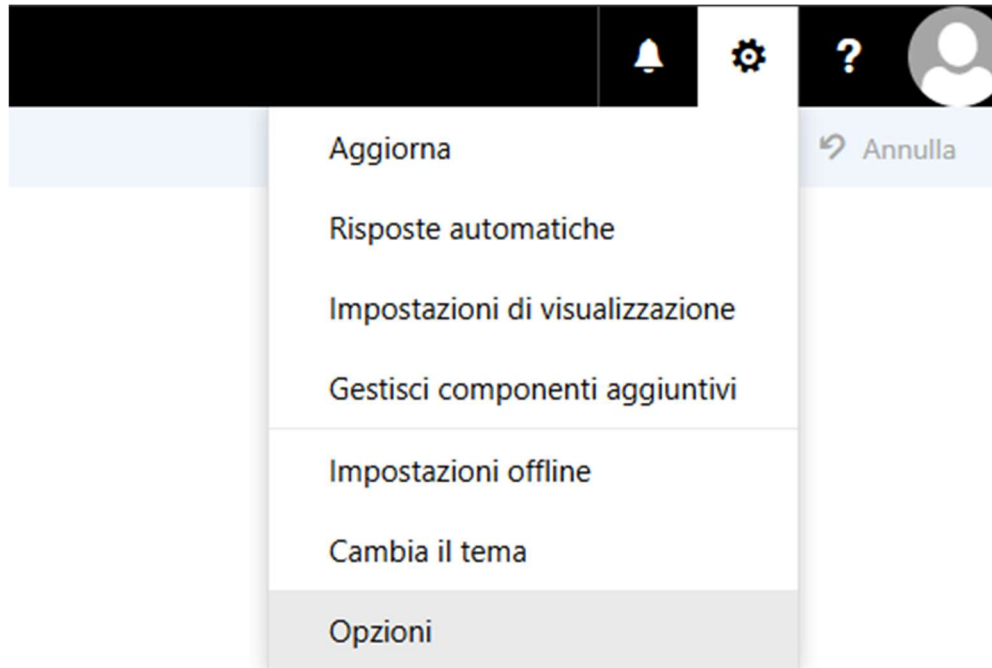 ?
Annulla
Aggiorna
Risposte automatiche
Impostazioni di visualizzazione
Gestisci componenti aggiuntivi
Impostazioni offline
Cambia il tema
Opzioni